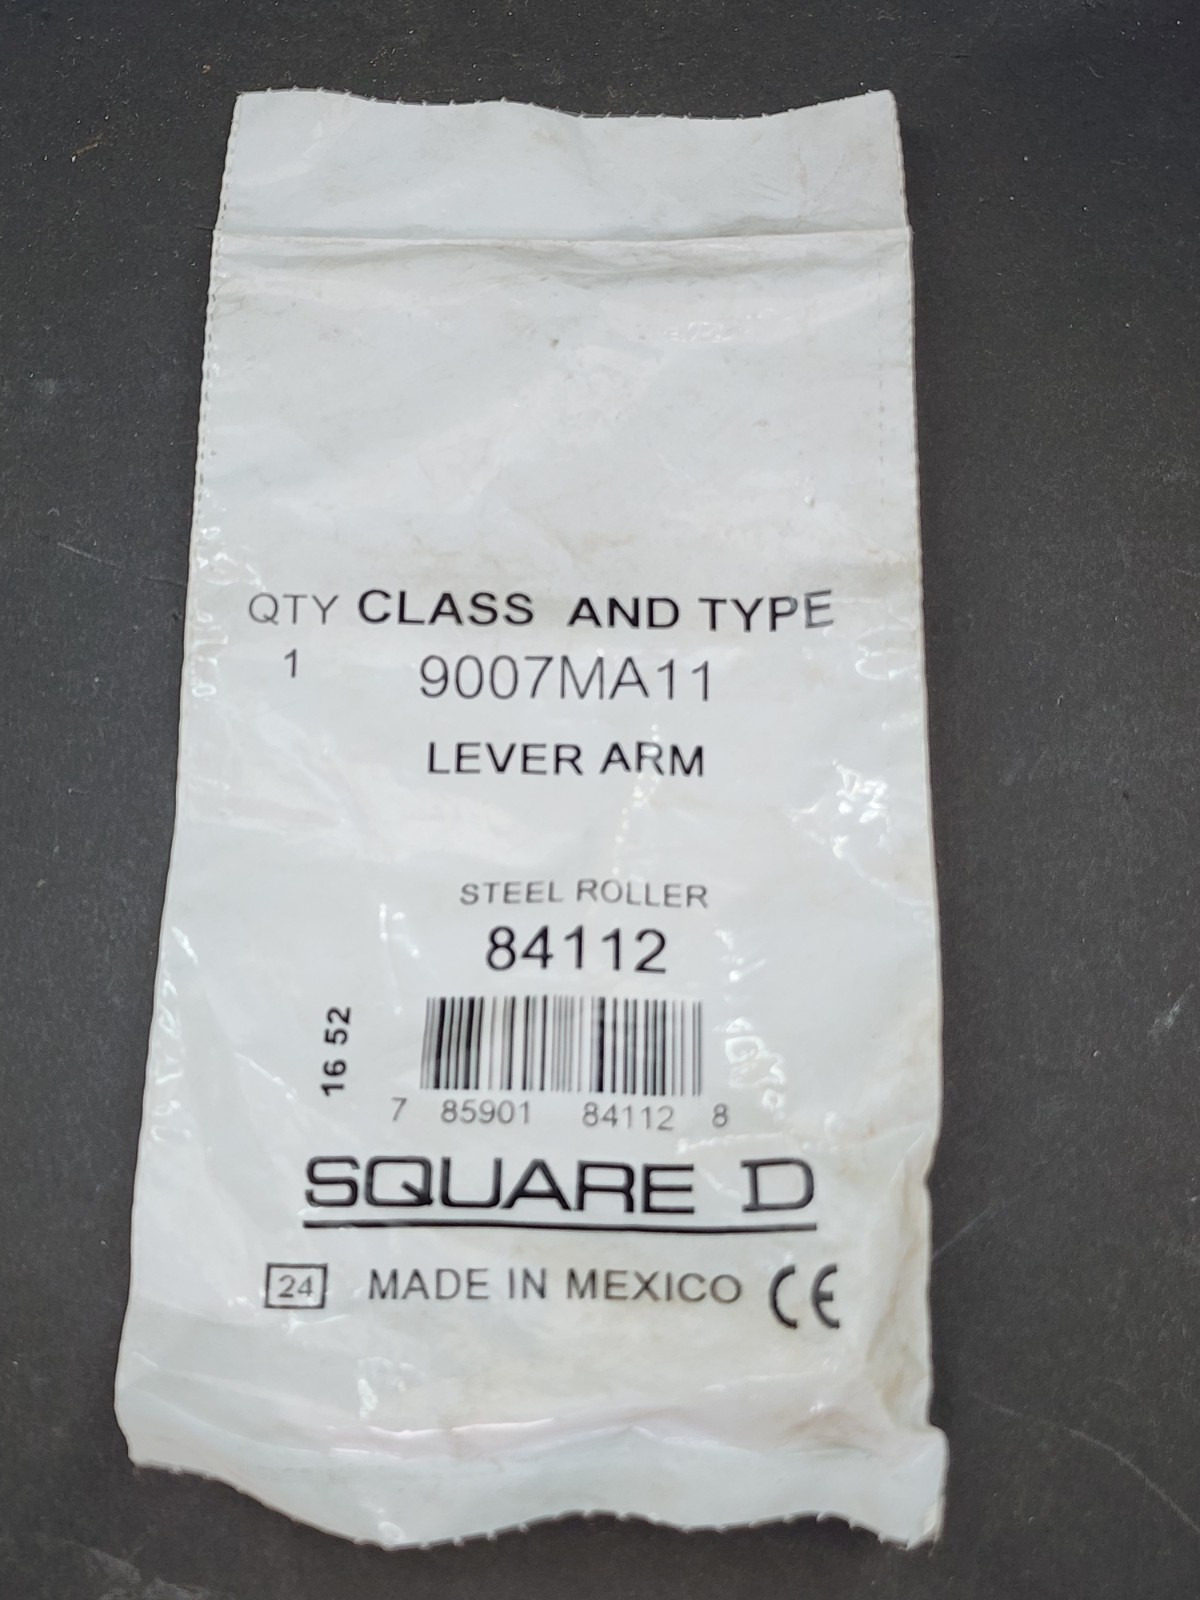 QTY CLASS AND TYPE
1 9007MA11
LEVER ARM
STEEL ROLLER
84112
16 52
7 85901 84112 8
SQUARE D
24 MADE IN MEXICO CE